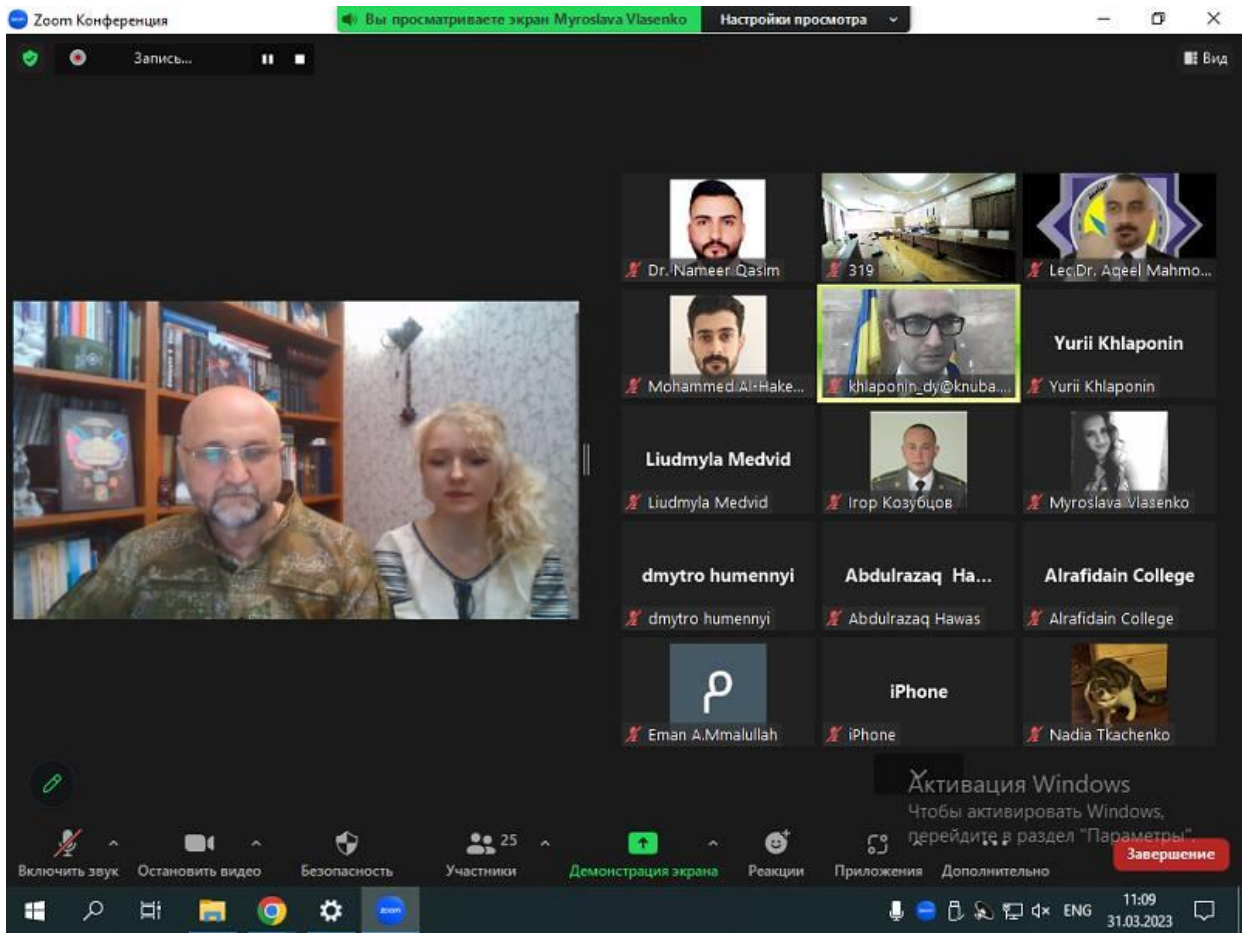 Zoom Конференция
Вы просматриваете экран Myroslava Vlasenko
Настройки просмотра
Запись...
Вид
Dr. Nameer Qasim
319
Lec.Dr. Aqeel Mahmo...
Mohammed Al-Hake...
khlaponin_dy@knuba....
Yurii Khlaponin
Yurii Khlaponin
Liudmyla Medvid
Liudmyla Medvid
Ігор Козубцов
Myroslava Vlasenko
dmytro humennyi
dmytro humennyi
Abdulrazaq Ha...
Abdulrazaq Hawas
Alrafidain College
Alrafidain College
م
Eman A.Mmalullah
iPhone
iPhone
Nadia Tkachenko
Активация Windows
Чтобы активировать Windows,
перейдите в раздел "Параметры".
Включить звук
Остановить видео
Безопасность
25
Участники
Демонстрация экрана
Реакции
Приложения
Дополнительно
Завершение
zoom
ENG
11:09
31.03.2023